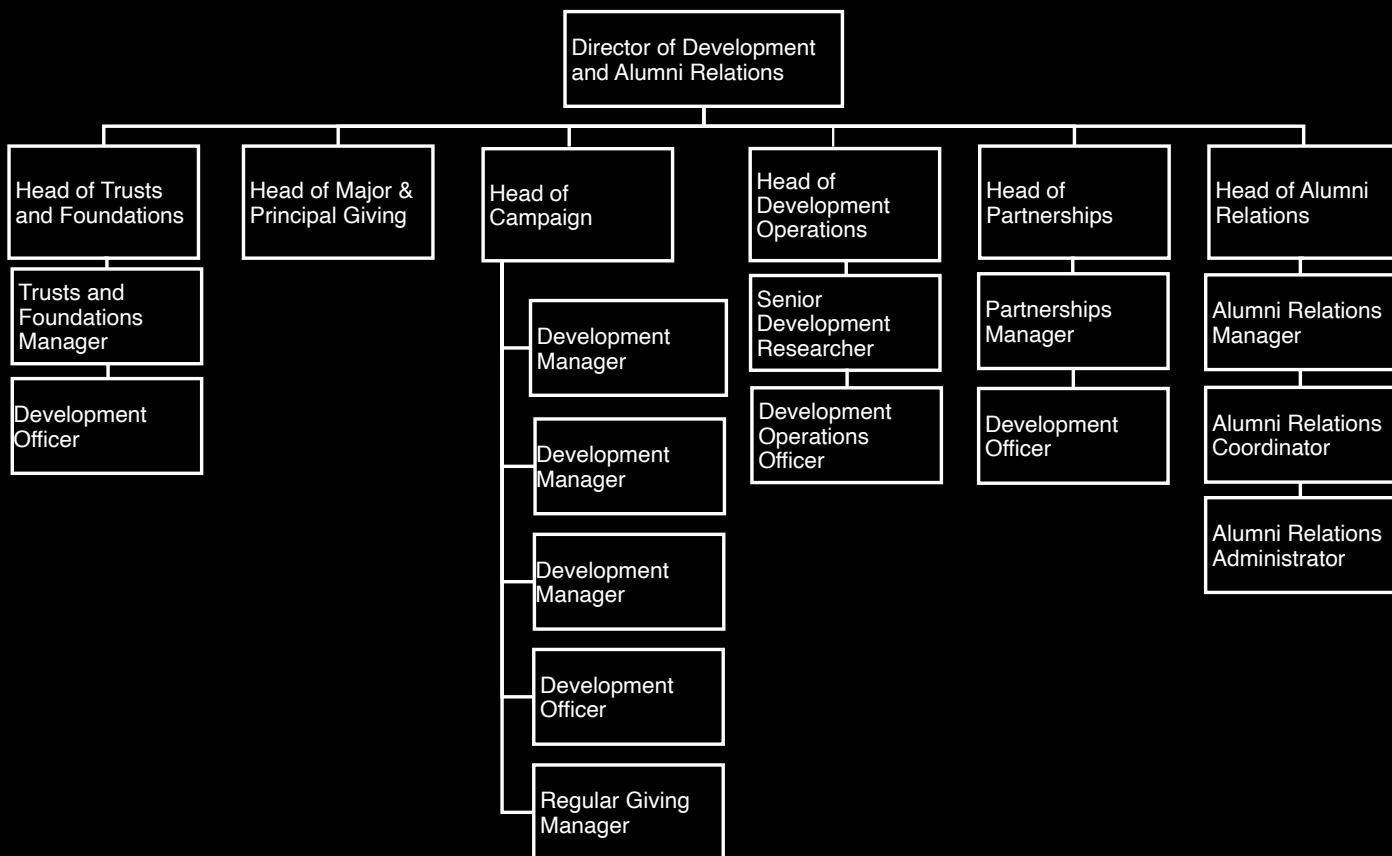 Director of Development
and Alumni Relations
Head of Trusts
and Foundations
Head of Major &
Principal Giving
Head of
Campaign
Head of
Development
Operations
Head of
Partnerships
Head of Alumni
Relations
Trusts and
Foundations
Manager
Development
Officer
Development
Manager
Development
Manager
Development
Manager
Development
Officer
Regular Giving
Manager
Senior
Development
Researcher
Development
Operations
Officer
Partnerships
Manager
Development
Officer
Alumni Relations
Manager
Alumni Relations
Coordinator
Alumni Relations
Administrator